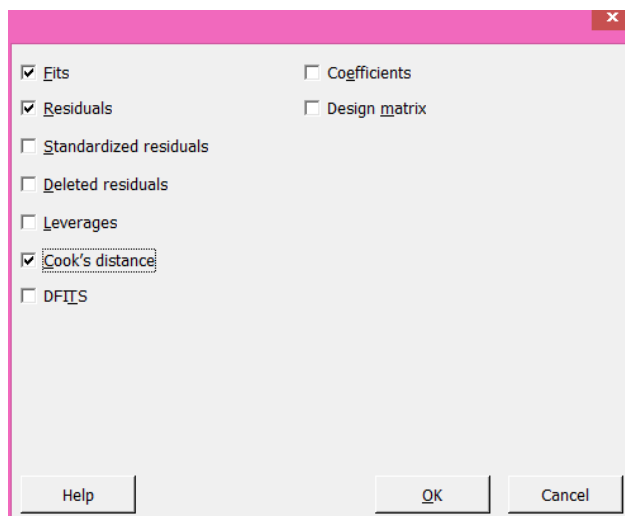 Fits
Coefficients
Residuals
Design matrix
Standardized residuals
Deleted residuals
Leverages
Cook's distance
DFITS
Help
OK
Cancel